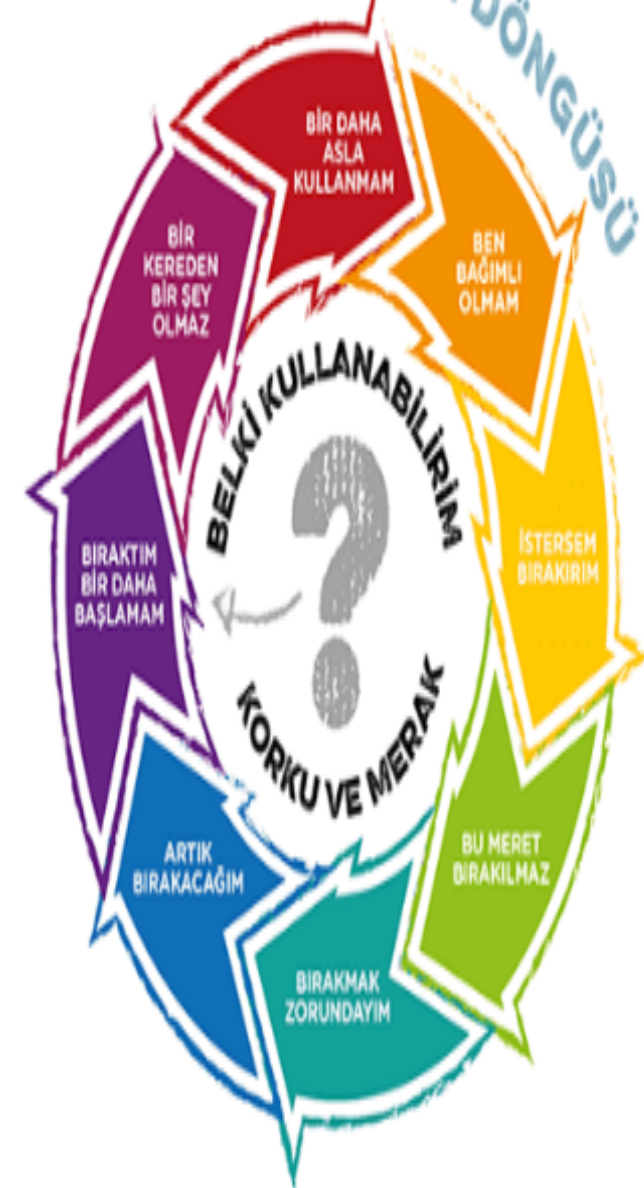 DÖNGÜSÜ
BİR DAHA
ASLA
KULLANMAM
BEN
BAĞIMLI
OLMAM
İSTERSEM
BIRAKIRIM
BU MERET
BIRAKILMAZ
BIRAKMAK
ZORUNDAYIM
ARTIK
BIRAKACAĞIM
BIRAKTIM
BİR DAHA
BAŞLAMAM
BİR
KEREDEN
BİR ŞEY
OLMAZ
BELKİ KULLANABİLİRİM
?
KORKU VE MERAK